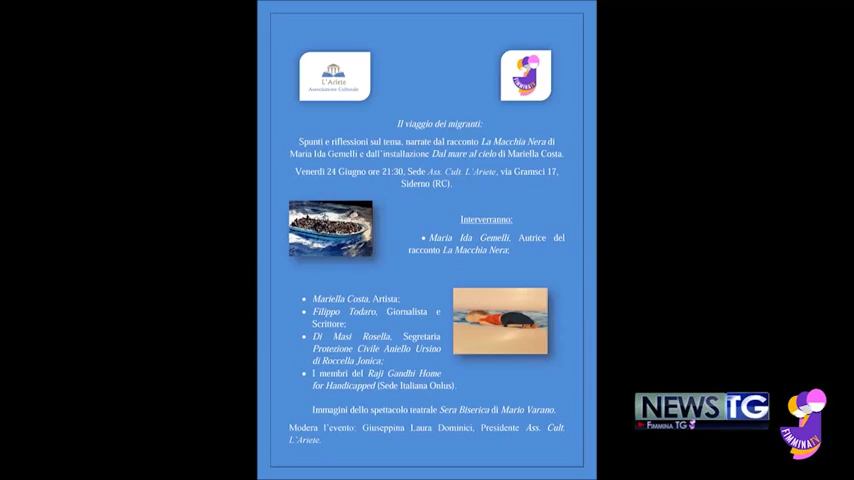 L'Ariete
Associazione Culturale
FIMMINA TV
Il viaggio dei migranti:
Spunti e riflessioni sul tema, narrate dal racconto La Macchia Nera di
Maria Ida Gemelli e dall'installazione Dal mare al cielo di Mariella Costa.
Venerdì 24 Giugno ore 21:30, Sede Ass. Cult. L'Ariete, via Gramsci 17,
Siderno (RC).
Interverranno:
• Maria Ida Gemelli, Autrice del
racconto La Macchia Nera;
• Mariella Costa, Artista;
• Filippo Todaro, Giornalista e
Scrittore;
• Di Masi Rosella, Segretaria
Protezione Civile Aniello Ursino
di Roccella Jonica;
• I membri del Raji Gandhi Home
for Handicapped (Sede Italiana Onlus).
Immagini dello spettacolo teatrale Sera Biserica di Mario Varano.
Modera l'evento: Giuseppina Laura Dominici, Presidente Ass. Cult.
L'Ariete.
NEWS TG
FIMMINA TG
FIMMINA TV